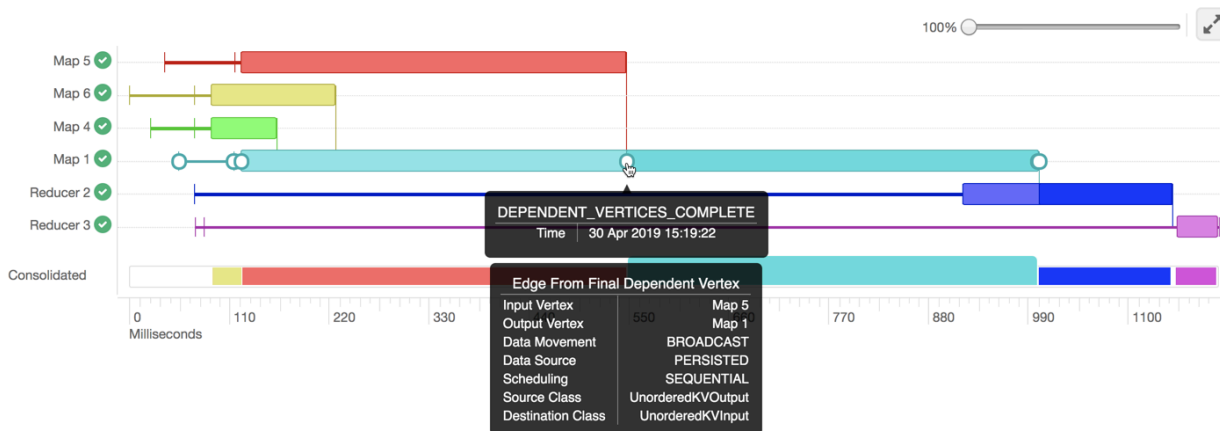 100%
Map 5
Map 6
Map 4
Map 1
Reducer 2
Reducer 3
DEPENDENT_VERTICES_COMPLETE
Time 30 Apr 2019 15:19:22
Consolidated
Edge From Final Dependent Vertex
Input Vertex Map 5
Output Vertex Map 1
Data Movement BROADCAST
Data Source PERSISTED
Scheduling SEQUENTIAL
Source Class UnorderedKVOutput
Destination Class UnorderedKVInput
0 110 220 330 440 550 660 770 880 990 1100
Milliseconds